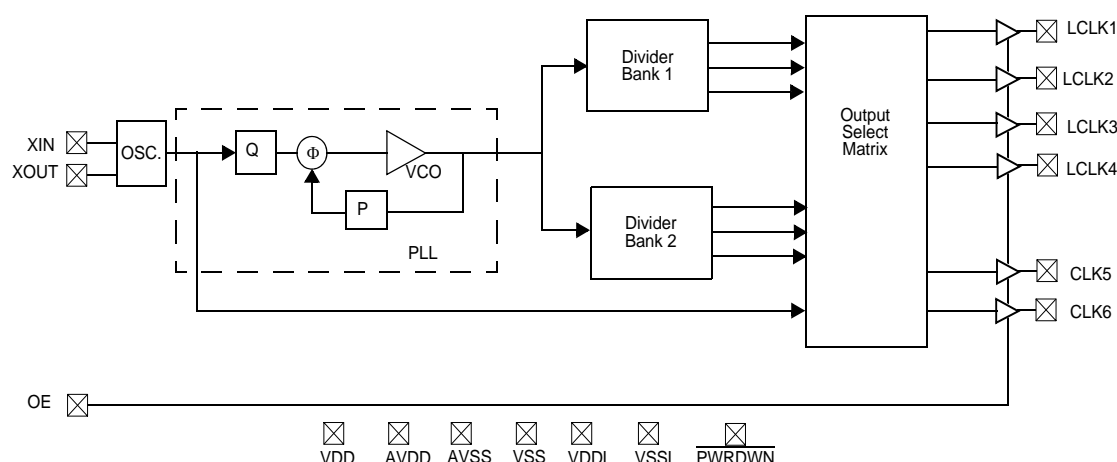 XIN
XOUT
OSC.
Q
Φ
VCO
P
PLL
Divider
Bank 1
Divider
Bank 2
Output
Select
Matrix
LCLK1
LCLK2
LCLK3
LCLK4
CLK5
CLK6
OE
VDD AVDD AVSS VSS VDDL VSSL PWRDWN